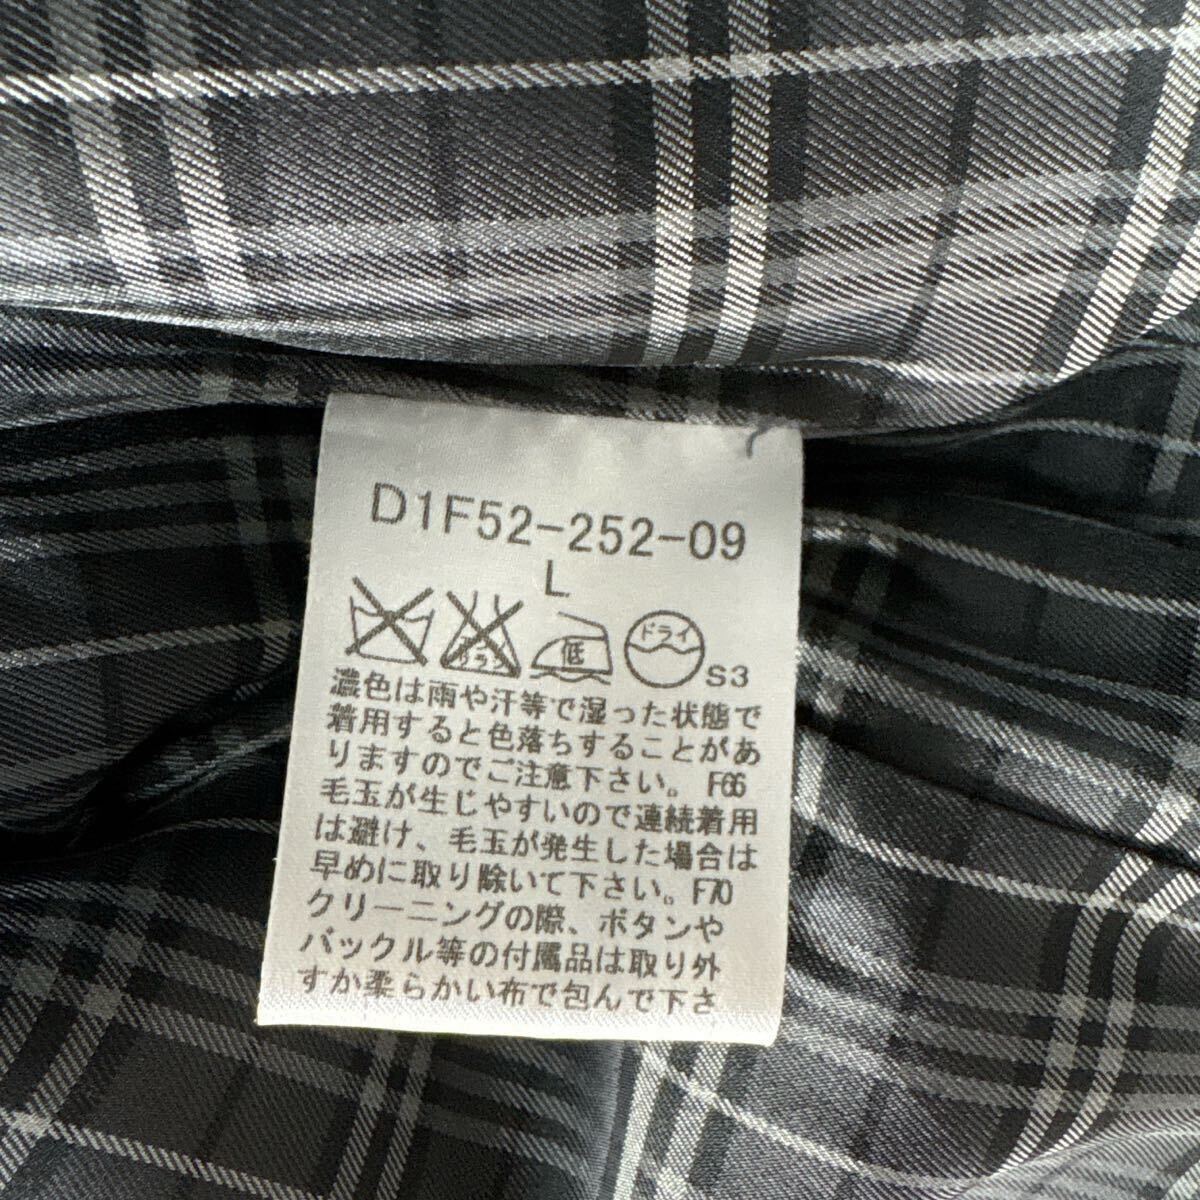 D1F52-252-09
L
エンソ サラシ 低 ドライ S3
濃色は雨や汗等で湿った状態で
着用すると色落ちすることがあ
りますのでご注意下さい。F66
毛玉が生じやすいので連続着用
は避け、毛玉が発生した場合は
早めに取り除いて下さい。F70
クリーニングの際、ボタンや
バックル等の付属品は取り外
すか柔らかい布で包んで下さ